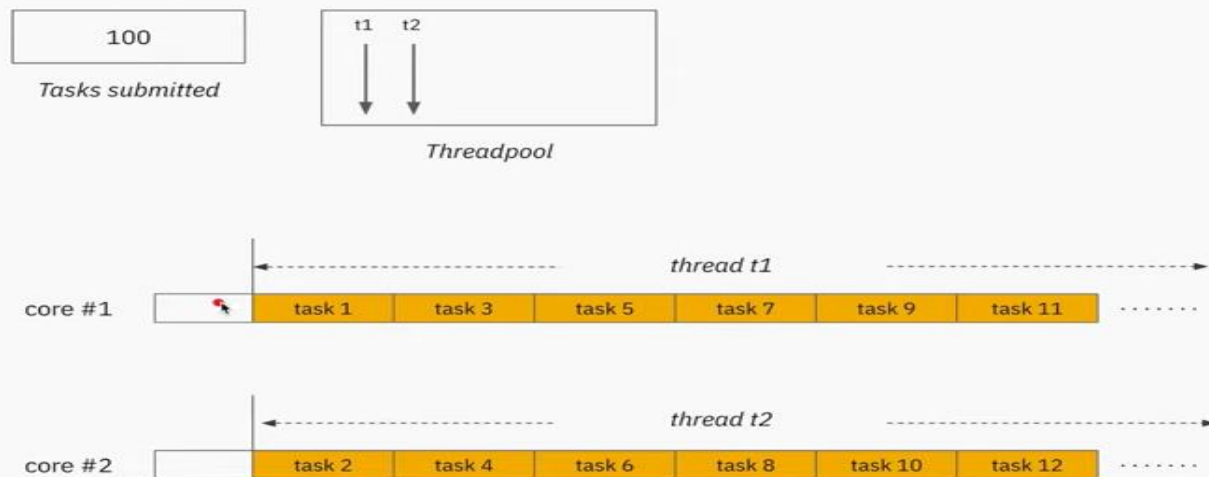 100
Tasks submitted
t1 t2
Threadpool
thread t1
core #1 task 1 task 3 task 5 task 7 task 9 task 11 .......
thread t2
core #2 task 2 task 4 task 6 task 8 task 10 task 12 .......